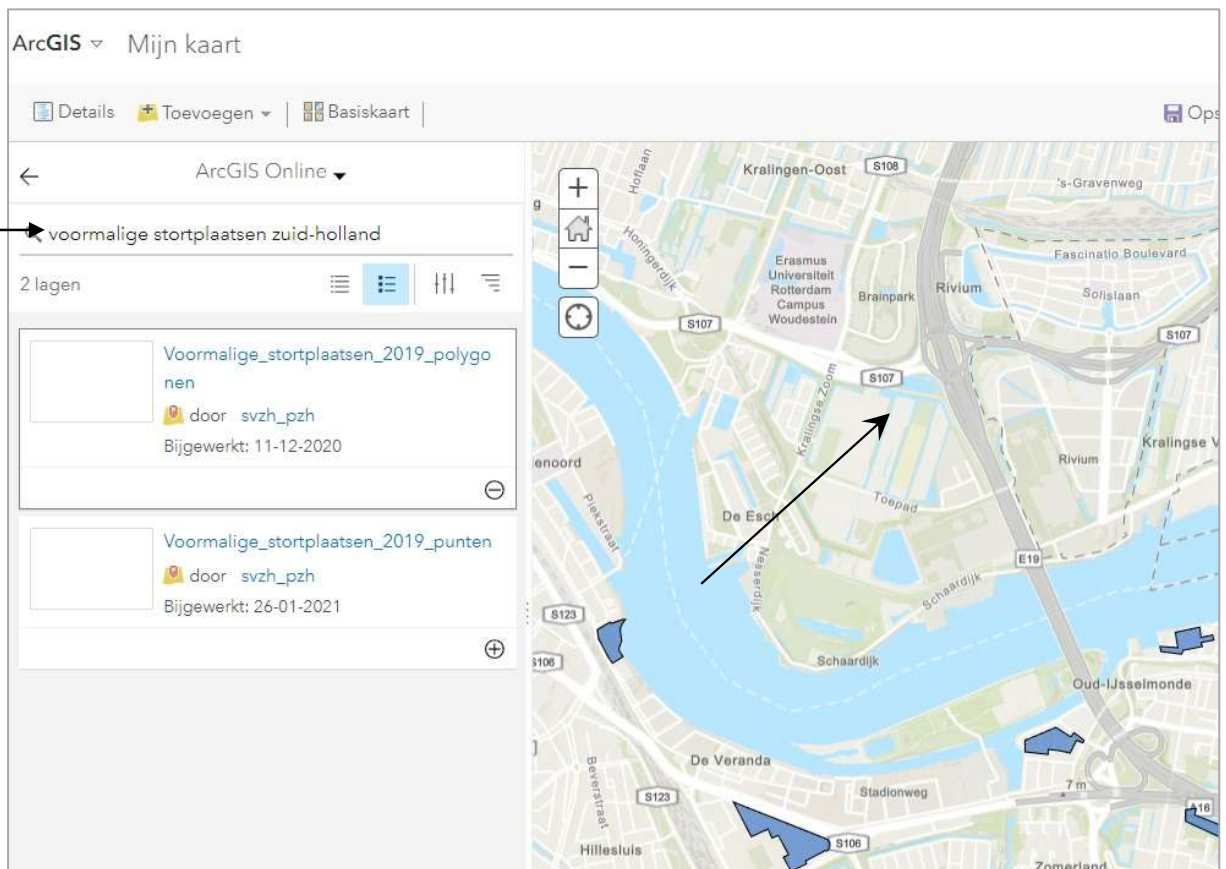 ArcGIS Mijn kaart
Details Toevoegen Basiskaart
Ops
ArcGIS Online
voormalige stortplaatsen zuid-holland
2 lagen
Voormalige_stortplaatsen_2019_polygo
nen
door svzh_pzh
Bijgewerkt: 11-12-2020
Voormalige_stortplaatsen_2019_punten
door svzh_pzh
Bijgewerkt: 26-01-2021
Hoflaan
Kralingen-Oost
S108
's-Gravenweg
g
Honingerdijk
Fascinatio Boulevard
Erasmus
Universiteit
Rotterdam
Campus
Woudestein
Brainpark
Rivium
Solislaan
S107
S107
S107
Kralingse Zoom
Kralingse V
Rivium
enoord
Toepad
Piekstraat
De Esch
Nesserdijk
E19
Schaardijk
S123
S106
Schaardijk
Oud-IJsselmonde
De Veranda
Beverstraat
S123
Stadionweg
7 m
A16
S106
Hillesluis
Zomerland